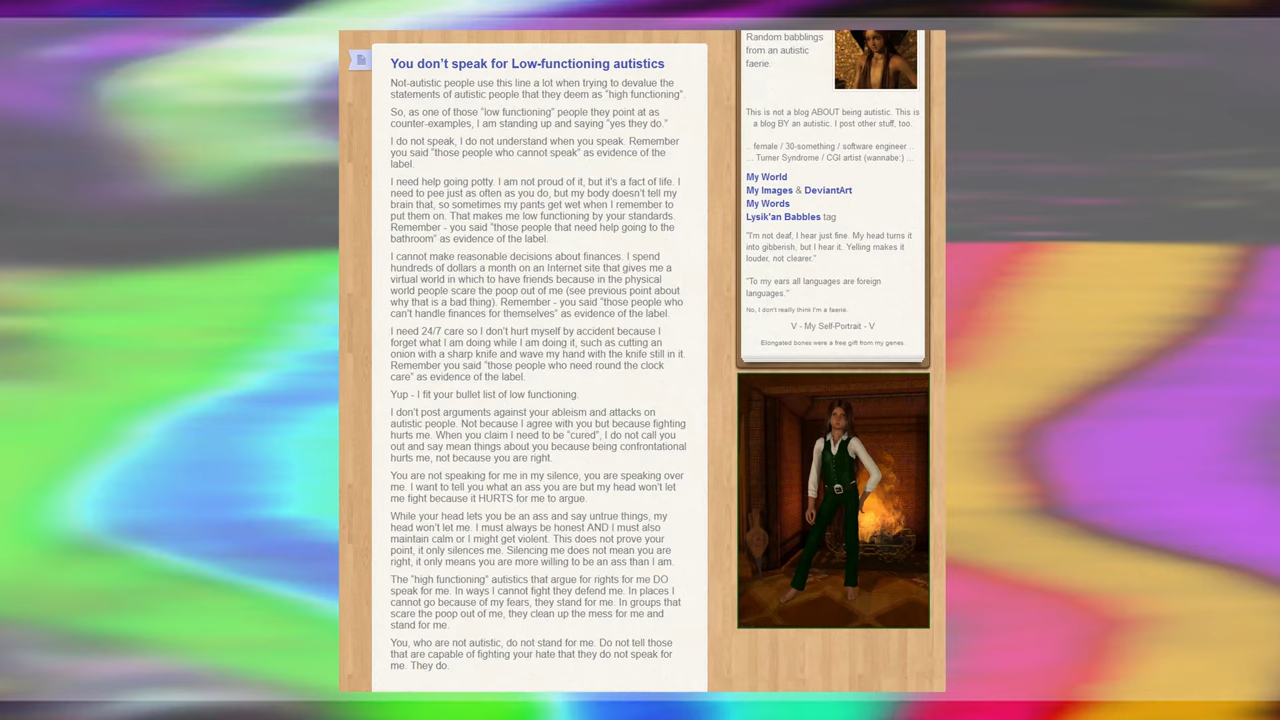 You don’t speak for Low-functioning autistics
Not-autistic people use this line a lot when trying to devalue the
statements of autistic people that they deem as “high functioning”.
So, as one of those “low functioning” people they point at as
counter-examples, I am standing up and saying “yes they do.”
I do not speak, I do not understand when you speak. Remember
you said “those people who cannot speak” as evidence of the
label.
I need help going potty. I am not proud of it, but it’s a fact of life. I
need to pee just as often as you do, but my body doesn’t tell my
brain that, so sometimes my pants get wet when I remember to
put them on. That makes me low functioning by your standards.
Remember - you said “those people that need help going to the
bathroom” as evidence of the label.
I cannot make reasonable decisions about finances. I spend
hundreds of dollars a month on an Internet site that gives me a
virtual world in which to have friends because in the physical
world people scare the poop out of me (see previous point about
why that is a bad thing). Remember - you said “those people who
can’t handle finances for themselves” as evidence of the label.
I need 24/7 care so I don’t hurt myself by accident because I
forget what I am doing while I am doing it, such as cutting an
onion with a sharp knife and wave my hand with the knife still in it.
Remember you said “those people who need round the clock
care” as evidence of the label.
Yup - I fit your bullet list of low functioning.
I don’t post arguments against your ableism and attacks on
autistic people. Not because I agree with you but because fighting
hurts me. When you claim I need to be “cured”, I do not call you
out and say mean things about you because being confrontational
hurts me, not because you are right.
You are not speaking for me in my silence, you are speaking over
me. I want to tell you what an ass you are but my head won’t let
me fight because it HURTS for me to argue.
While your head lets you be an ass and say untrue things, my
head won’t let me. I must always be honest AND I must also
maintain calm or I might get violent. This does not prove your
point, it only silences me. Silencing me does not mean you are
right, it only means you are more willing to be an ass than I am.
The “high functioning” autistics that argue for rights for me DO
speak for me. In ways I cannot fight they defend me. In places I
cannot go because of my fears, they stand for me. In groups that
scare the poop out of me, they clean up the mess for me and
stand for me.
You, who are not autistic, do not stand for me. Do not tell those
that are capable of fighting your hate that they do not speak for
me. They do.
Random babblings
from an autistic
faerie.
This is not a blog ABOUT being autistic. This is
a blog BY an autistic. I post other stuff, too.
.. female / 30-something / software engineer ..
... Turner Syndrome / CGI artist (wannabe:) ...
My World
My Images & DeviantArt
My Words
Lysik'an Babbles tag
"I'm not deaf, I hear just fine. My head turns it
into gibberish, but I hear it. Yelling makes it
louder, not clearer."
"To my ears all languages are foreign
languages."
No, I don't really think I'm a faerie.
V - My Self-Portrait - V
Elongated bones were a free gift from my genes.